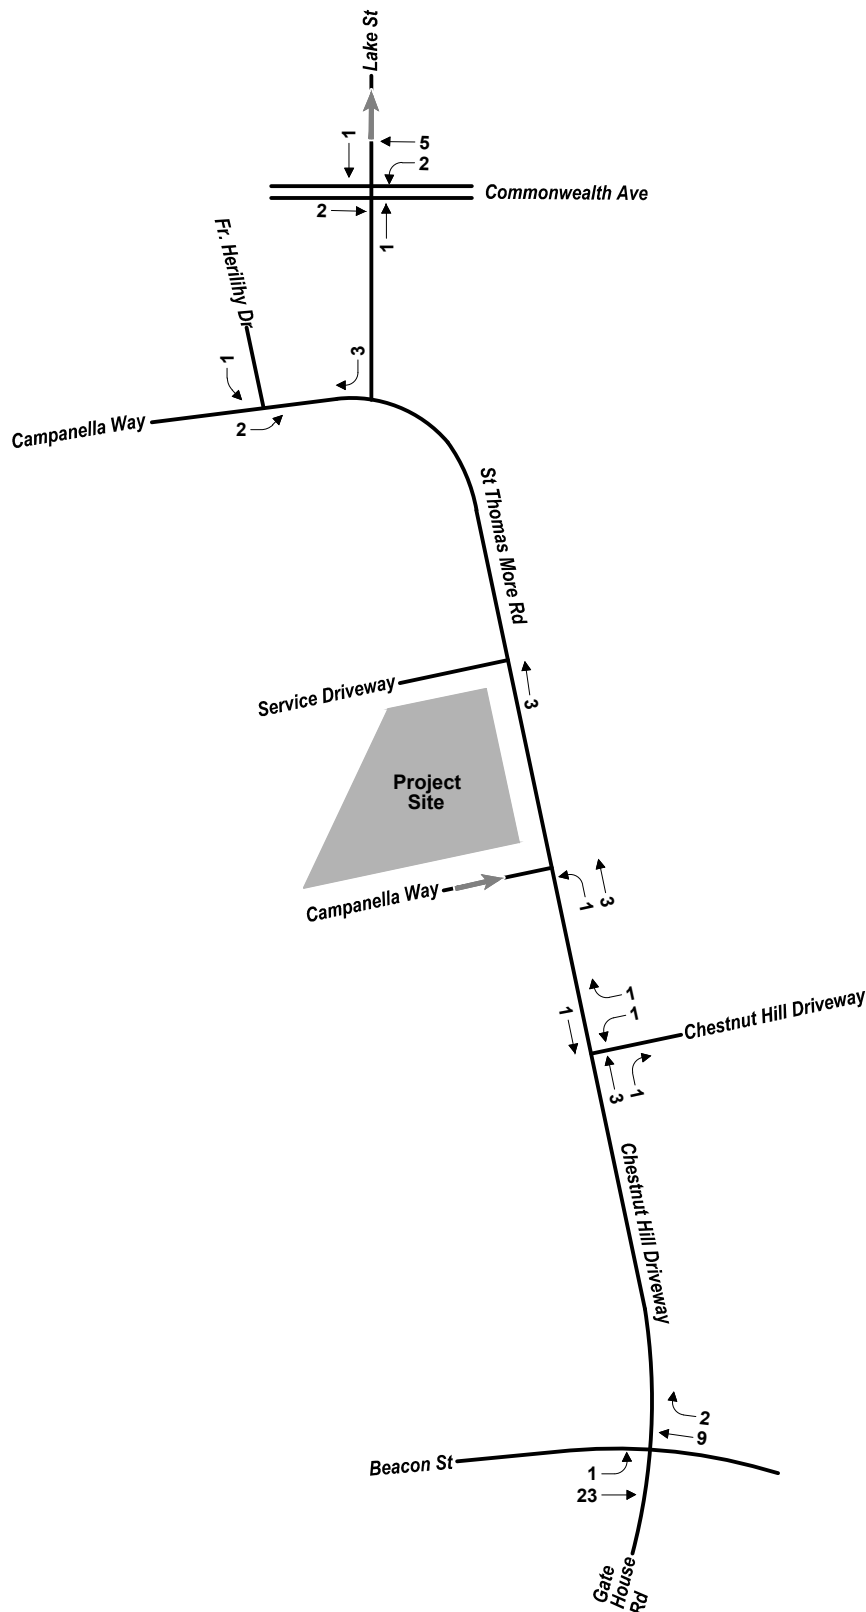 Lake St
1
5
2
Commonwealth Ave
2
1
Fr. Herilihy Dr
1
3
Campanella Way
2
St Thomas More Rd
Service Driveway
3
Project
Site
Campanella Way
1
3
1
1
1
Chestnut Hill Driveway
3
1
Chestnut Hill Driveway
2
9
Beacon St
1
23
Gate
House
Rd